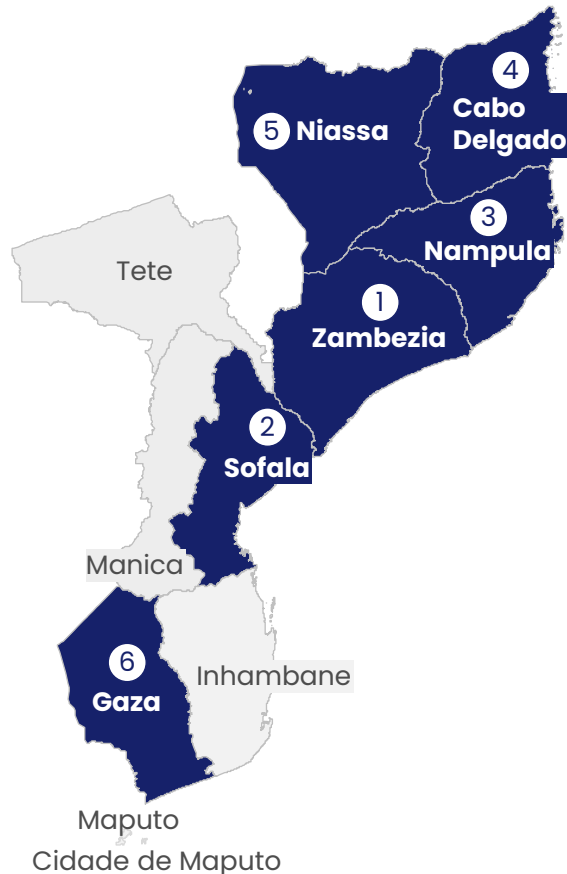 4
Cabo
Delgado
5 Niassa
3
Nampula
Tete
1
Zambezia
2
Sofala
Manica
6
Gaza
Inhambane
Maputo
Cidade de Maputo